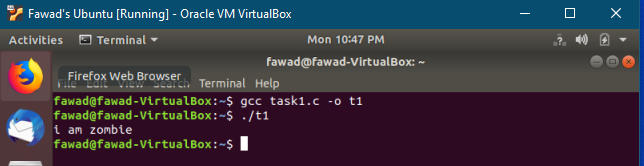 Fawad's Ubuntu [Running] - Oracle VM VirtualBox
Activities Terminal Mon 10:47 PM
fawad@fawad-VirtualBox: ~
Firefox Web Browser
File Edit View Search Terminal Help
fawad@fawad-VirtualBox:~$ gcc task1.c -o t1
fawad@fawad-VirtualBox:~$ ./t1
i am zombie
fawad@fawad-VirtualBox:~$